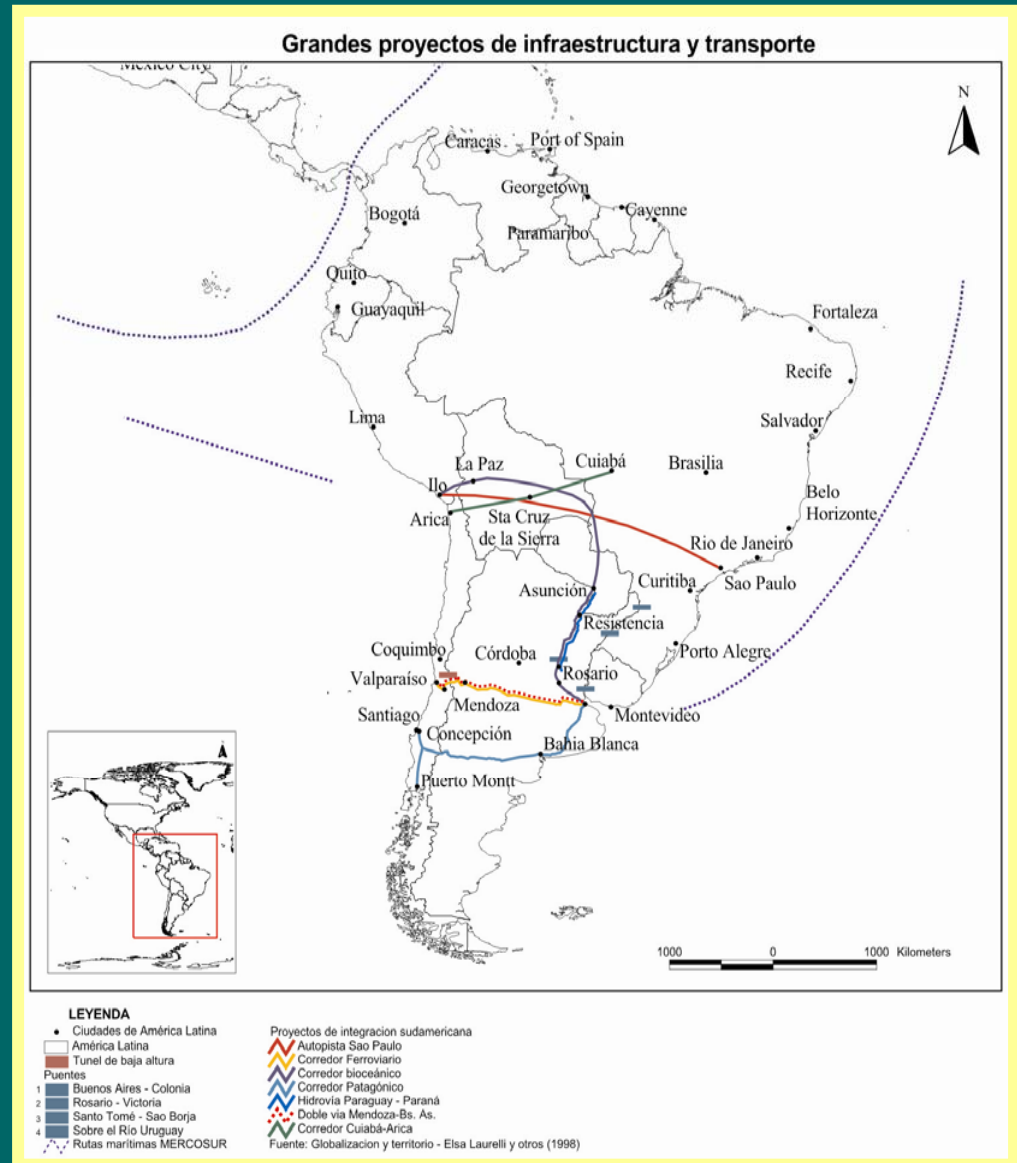 Grandes proyectos de infraestructura y transporte
MEXICO CITY
N
Caracas
Port of Spain
Georgetown
Cayenne
Bogotá
Paramaribo
Quito
Guayaquil
Fortaleza
Recife
Lima
Salvador
La Paz
Cuiabá
Brasilia
Ilo
Belo
Horizonte
Arica
Sta Cruz
de la Sierra
Rio de Janeiro
Sao Paulo
Asunción
Curitiba
Resistencia
Coquimbo
Córdoba
Porto Alegre
Valparaíso
Rosario
Mendoza
Santiago
Montevideo
Concepción
Bahia Blanca
Puerto Montt
1000 0 1000 Kilometers
LEYENDA
Ciudades de América Latina
América Latina
Tunel de baja altura
Puentes
1 Buenos Aires - Colonia
2 Rosario - Victoria
3 Santo Tomé - Sao Borja
4 Sobre el Río Uruguay
Rutas marítimas MERCOSUR
Proyectos de integracion sudamericana
Autopista Sao Paulo
Corredor Ferroviario
Corredor bioceánico
Corredor Patagónico
Hidrovía Paraguay - Paraná
Doble via Mendoza-Bs. As.
Corredor Cuiabá-Arica
Fuente: Globalizacion y territorio - Elsa Laurelli y otros (1998)